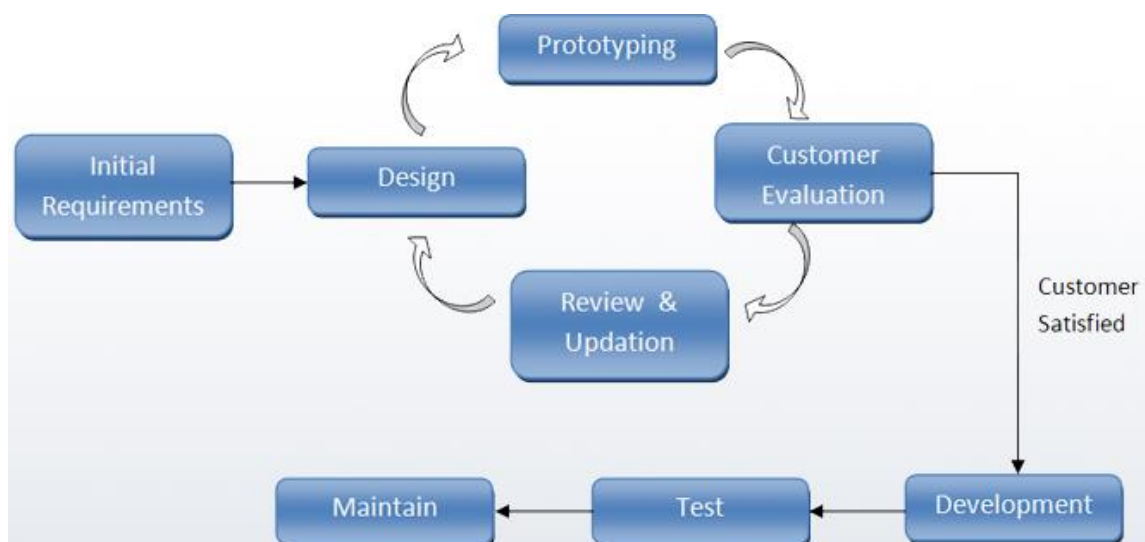 Prototyping
Initial
Requirements
Design
Customer
Evaluation
Review & 
Updation
Customer
Satisfied
Maintain
Test
Development